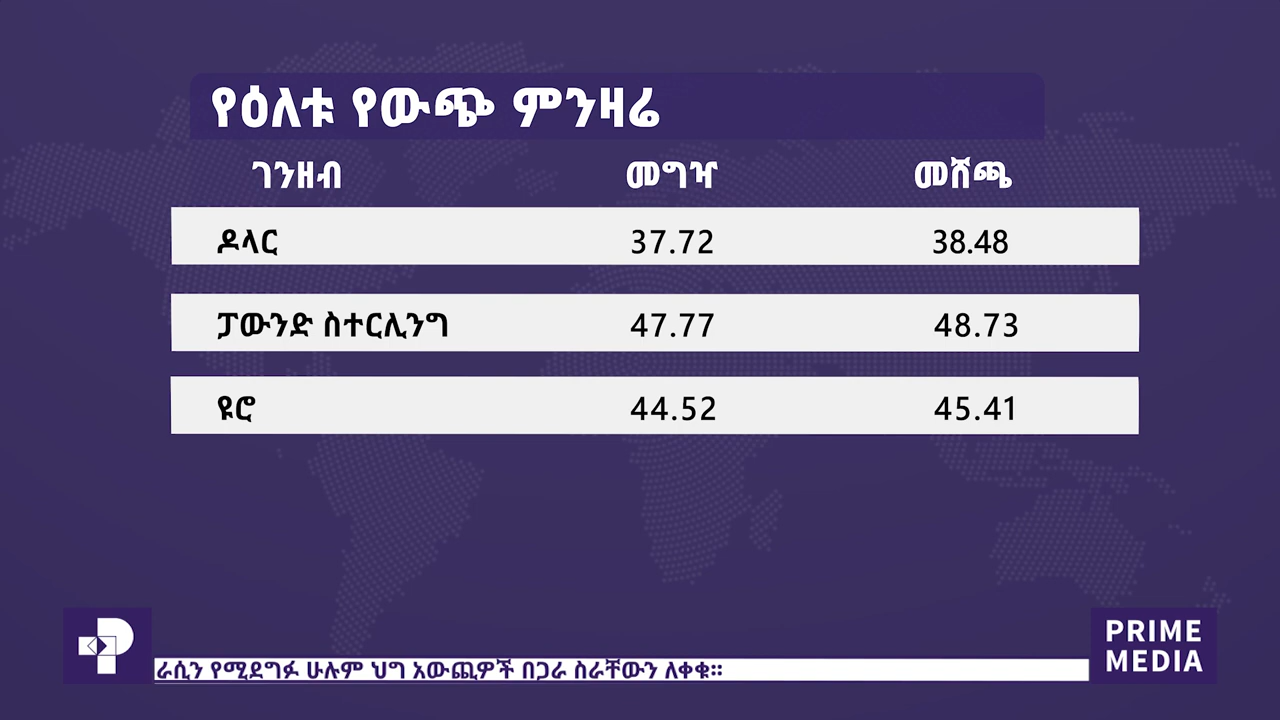 የዕለቱ የውጭ ምንዛሬ
ገንዘብ መግዣ መሸጫ
ዶላር 37.72 38.48
ፓውንድ ስተርሊንግ 47.77 48.73
ዩሮ 44.52 45.41
PRIME
MEDIA
ራሲን የሚደግፉ ሁሉም ህግ አውጪዎች በጋራ ስራቸውን ለቀቁ።